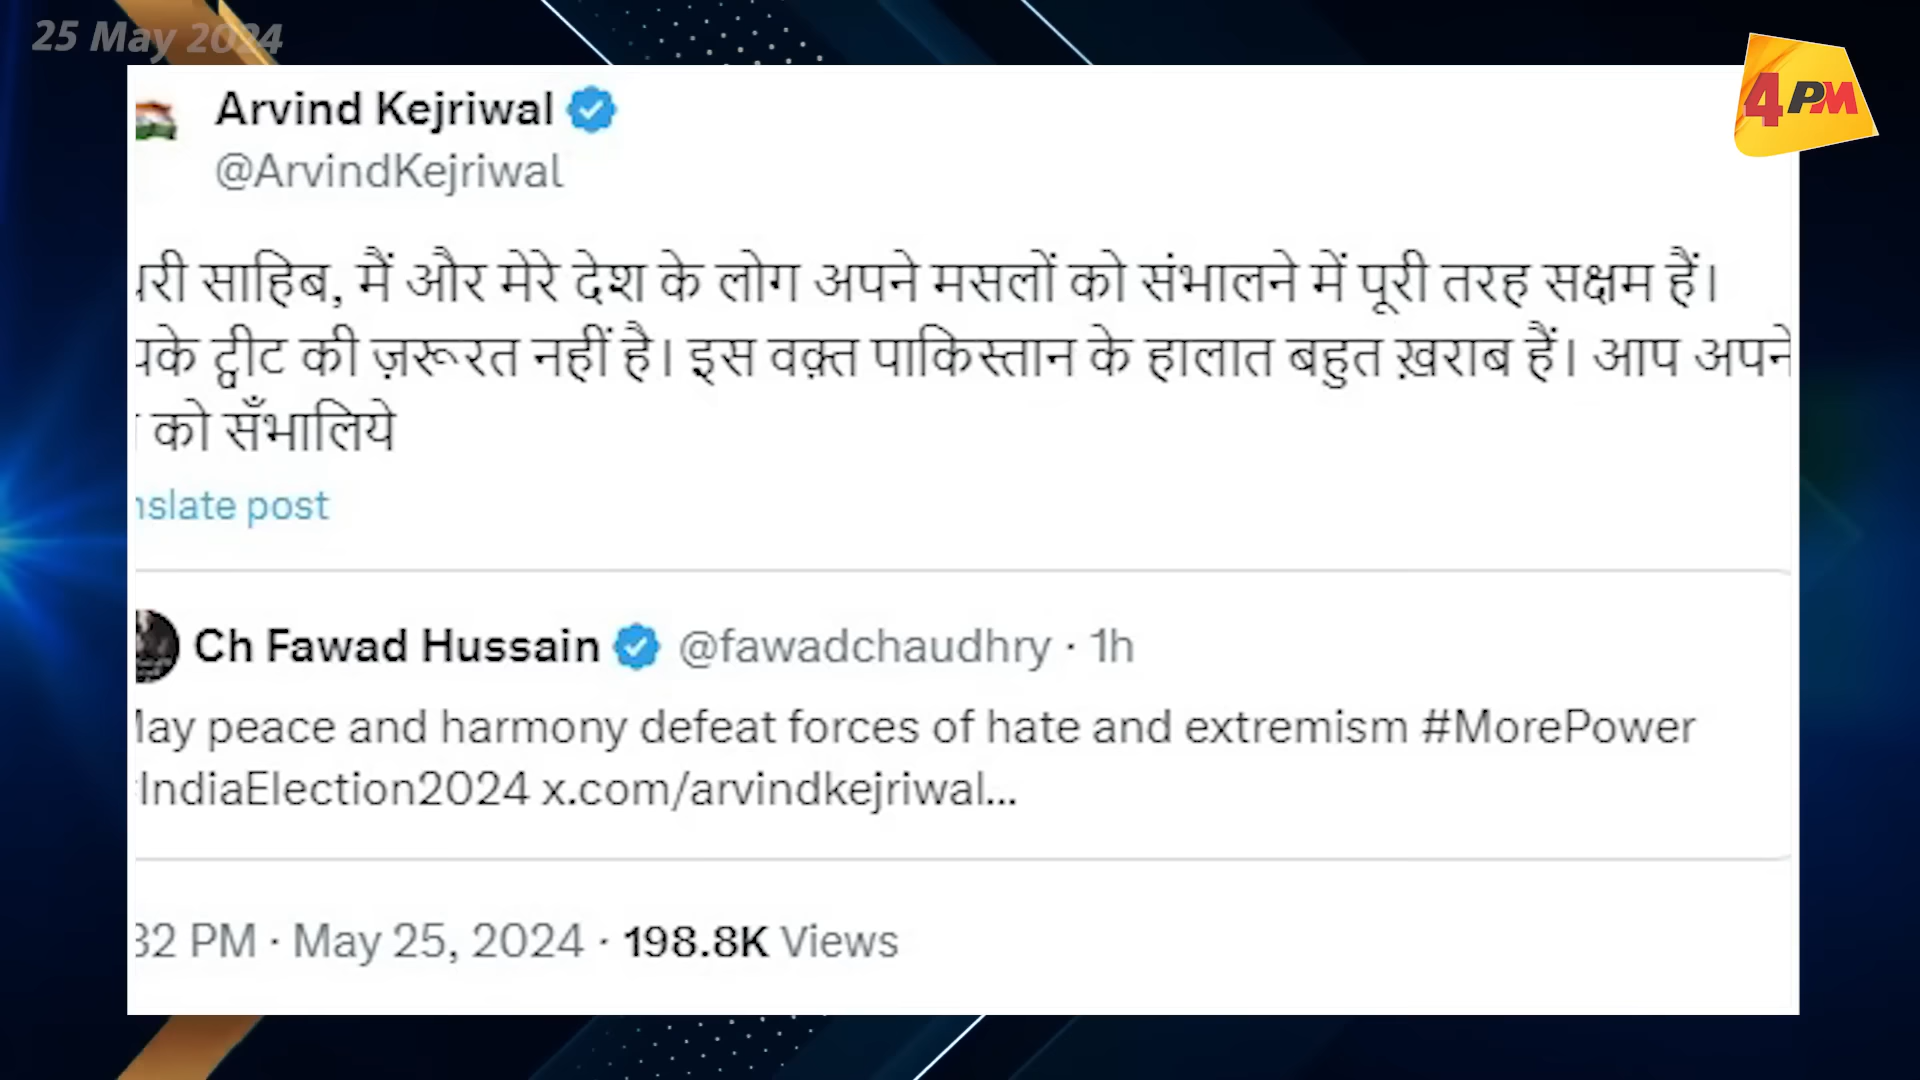 25 May 2024
4PM
Arvind Kejriwal
@ArvindKejriwal
साहिब, मैं और मेरे देश के लोग अपने मसलों को संभालने में पूरी तरह सक्षम हैं।
ट्वीट की ज़रूरत नहीं है। इस वक़्त पाकिस्तान के हालात बहुत ख़राब हैं। आप अपने
को सँभालिये
nslate post
Ch Fawad Hussain @fawadchaudhry · 1h
peace and harmony defeat forces of hate and extremism #MorePower
IndiaElection2024 x.com/arvindkejriwal...
32 PM · May 25, 2024 · 198.8K Views